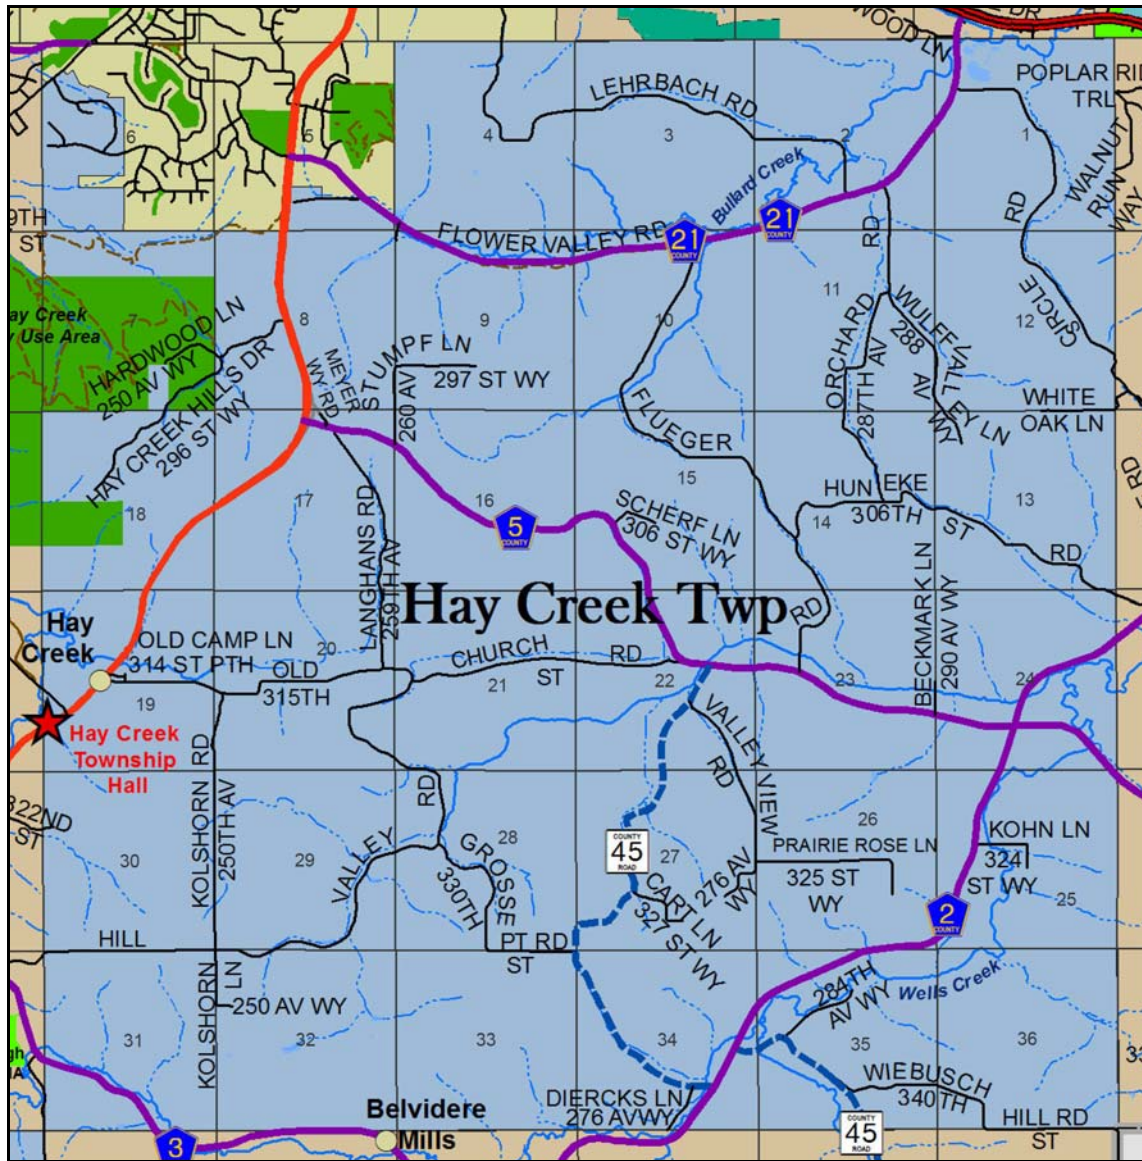 WOOD LN
DR
POPLAR RID
TRL
LEHRBACH RD
6
5
4
3
2
1
WALNUT
RUN
WAY
Bullard Creek
21
COUNTY
21
COUNTY
9TH
ST
FLOWER VALLEY RD
RD
RD
CIRCLE
ay Creek
y Use Area
7
8
9
10
11
12
HARDWOOD LN
250 AV WY
HAY CREEK HILLS DR
296 ST WY
MEYER
WY RD
STUMPF LN
260 AV
297 ST WY
ORCHARD
287TH AV
WULFF VALLEY LN
288 AV WY
WHITE
OAK LN
RD
FLUEGER
RD
18
17
16
15
14
13
LANGHANS RD
259TH AV
5
COUNTY
SCHERF LN
306 ST WY
HUNEKE
306TH
ST
RD
Hay Creek Twp
Hay
Creek
OLD CAMP LN
314 ST PTH
OLD
315TH
CHURCH
ST
RD
19
20
21
22
23
24
BECKMARK LN
290 AV WY
Hay Creek
Township
Hall
KOLSHORN RD
250TH AV
VALLEY VIEW
RD
322ND
ST
30
29
28
27
26
25
RD
VALLEY
GROSSE
330TH
PT RD
ST
COUNTY
45
ROAD
CART LN
327 ST WY
276 AV
WY
PRAIRIE ROSE LN
325 ST
WY
KOHN LN
324
ST WY
2
COUNTY
HILL
KOLSHORN
LN
250 AV WY
284TH
AV WY
Wells Creek
31
32
33
34
35
36
gh
IA
33
DIERCKS LN
276 AV WY
WIEBUSCH
340TH
HILL RD
ST
COUNTY
45
ROAD
Belvidere
Mills
3